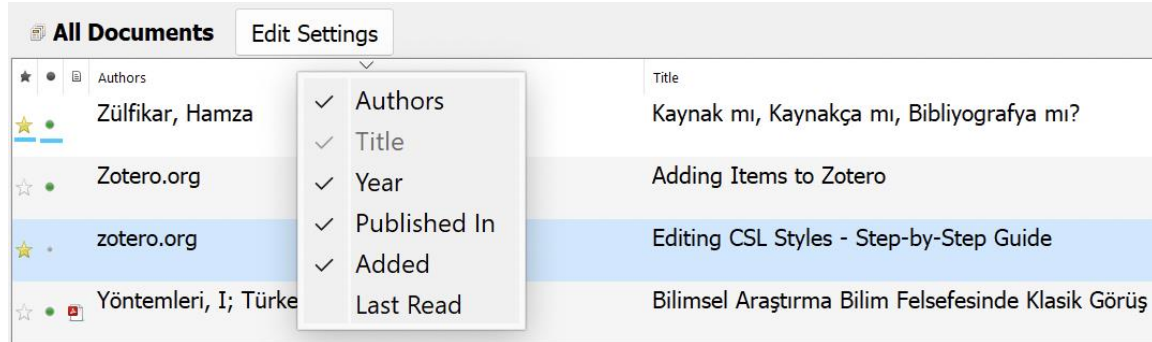 All Documents Edit Settings
Authors Title
Zülfikar, Hamza Kaynak mı, Kaynakça mı, Bibliyografya mı?
Zotero.org Adding Items to Zotero
zotero.org Editing CSL Styles - Step-by-Step Guide
Yöntemleri, I; Türke Bilimsel Araştırma Bilim Felsefesinde Klasik Görüş
Authors
Title
Year
Published In
Added
Last Read